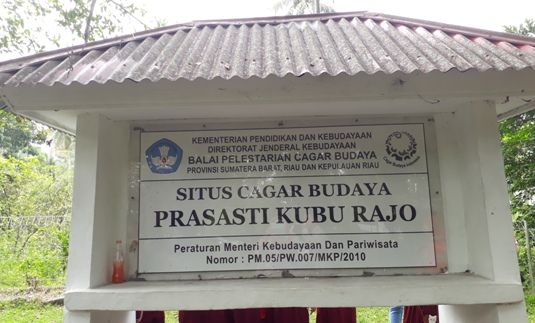 KEMENTERIAN PENDIDIKAN DAN KEBUDAYAAN
DIREKTORAT JENDERAL KEBUDAYAAN
BALAI PELESTARIAN CAGAR BUDAYA
PROVINSI SUMATERA BARAT, RIAU DAN KEPULAUAN RIAU
SITUS CAGAR BUDAYA
PRASASTI KUBU RAJO
Peraturan Menteri Kebudayaan Dan Pariwisata
Nomor : PM.05/PW.007/MKP/2010